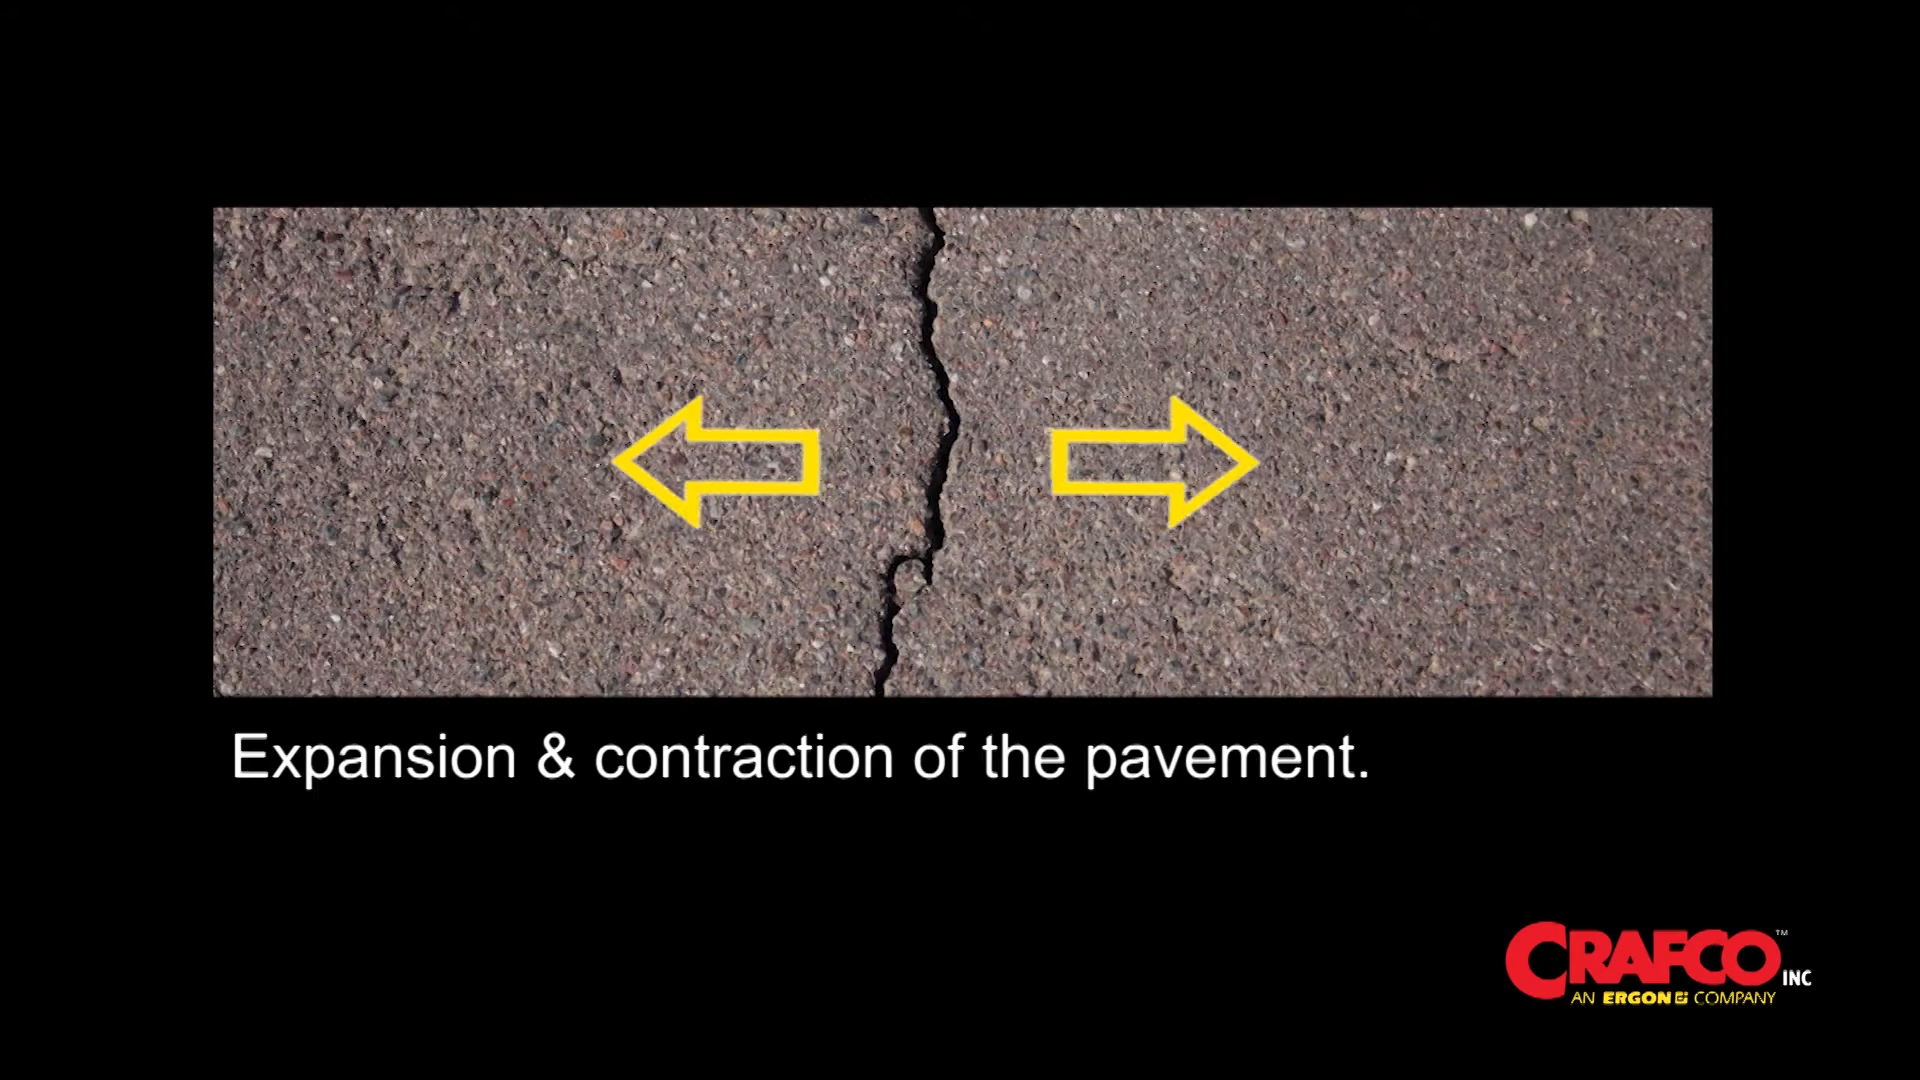 Expansion & contraction of the pavement.
CRAFCO™ INC
AN ERGON COMPANY